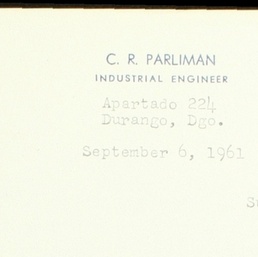 C. R. PARLIMAN
INDUSTRIAL ENGINEER
Apartado 224
Durango, Dgo.
September 6, 1961